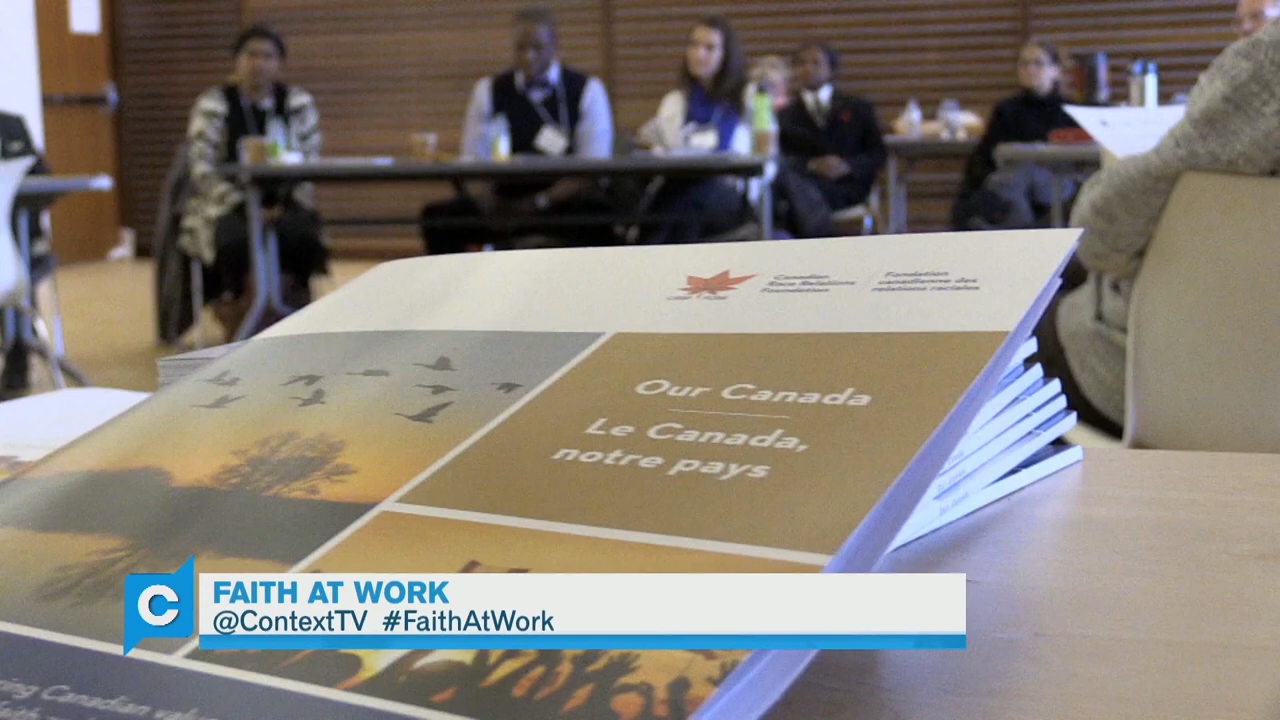 Canadian
Race Relations
Foundation
Fondation
canadienne des
relations raciales
Our Canada
Le Canada,
notre pays
C
FAITH AT WORK
@ContextTV #FaithAtWork
Canadian